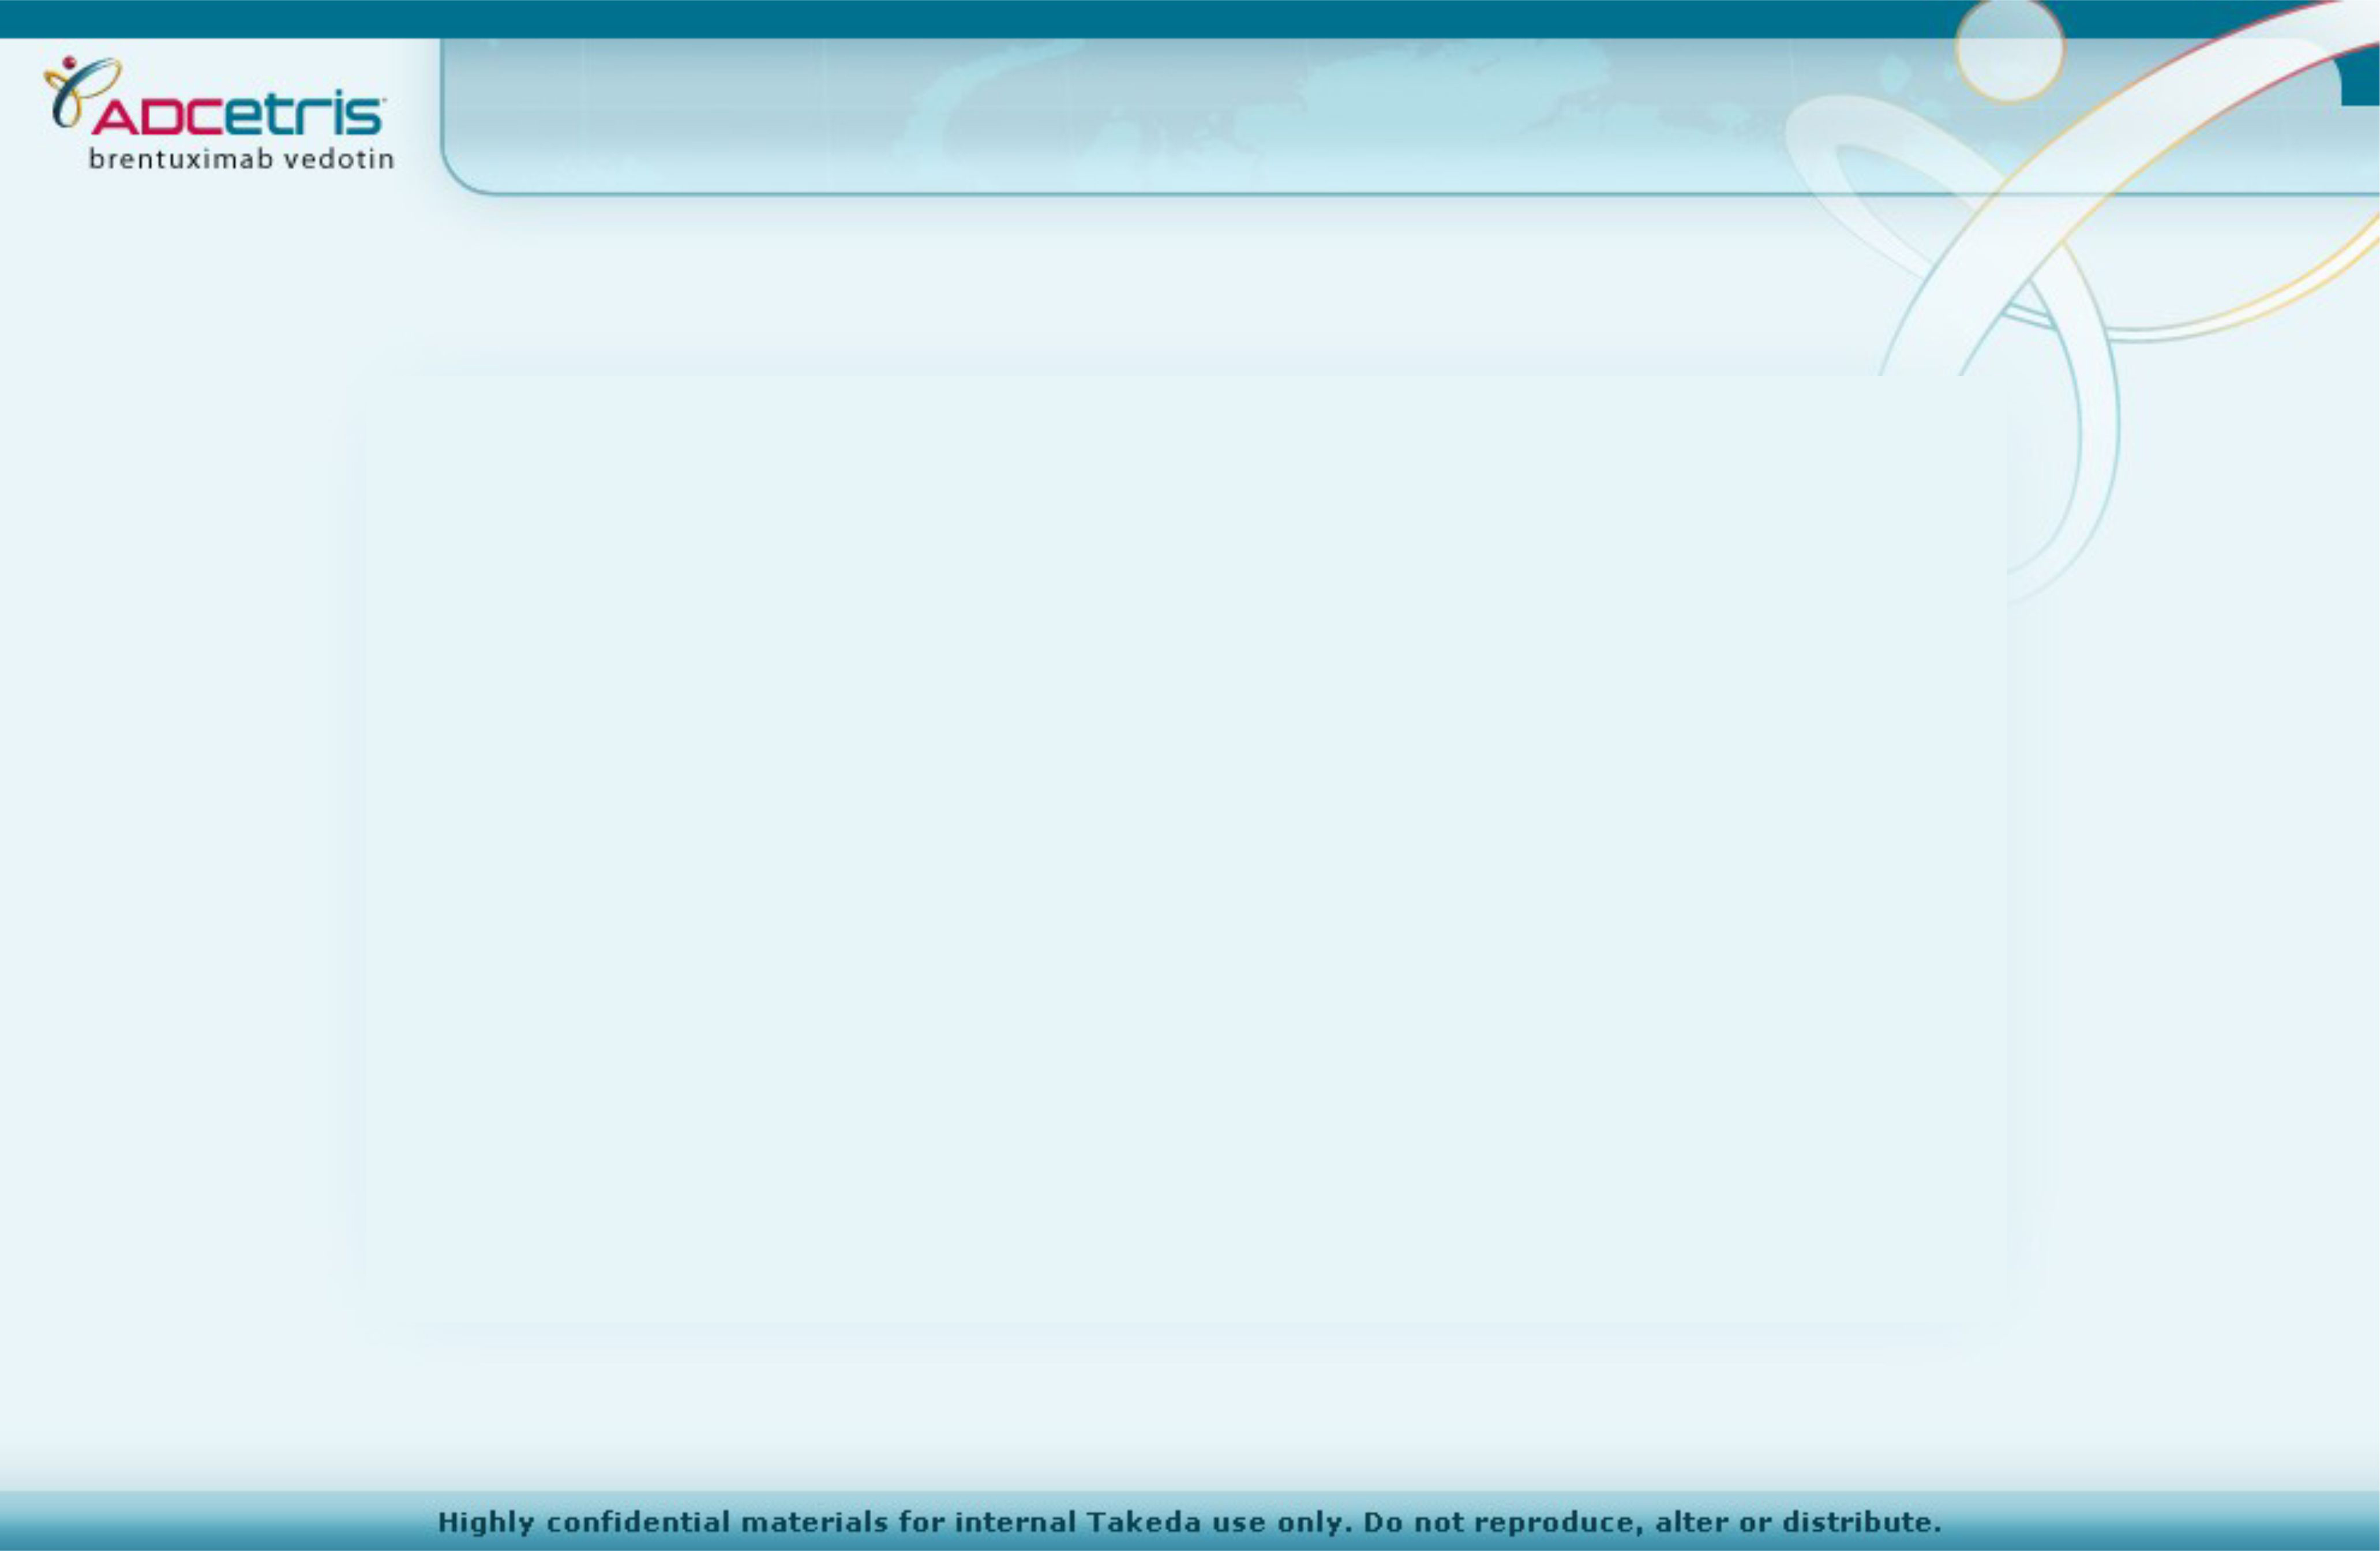 ADCetris
brentuximab vedotin
Highly confidential materials for internal Takeda use only. Do not reproduce, alter or distribute.